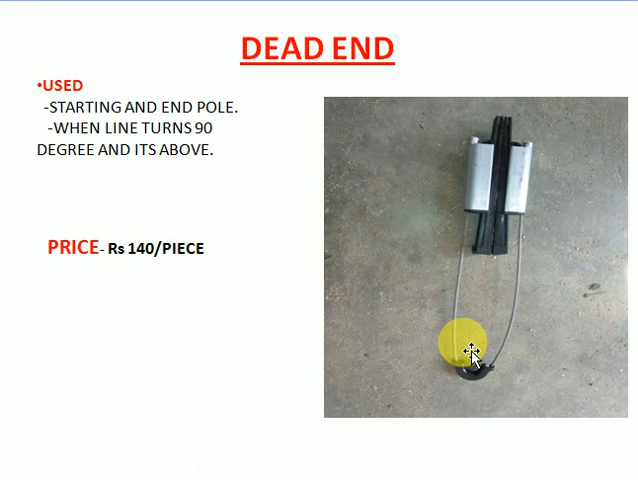 DEAD END
•USED
-STARTING AND END POLE.
-WHEN LINE TURNS 90
DEGREE AND ITS ABOVE.
PRICE- Rs 140/PIECE